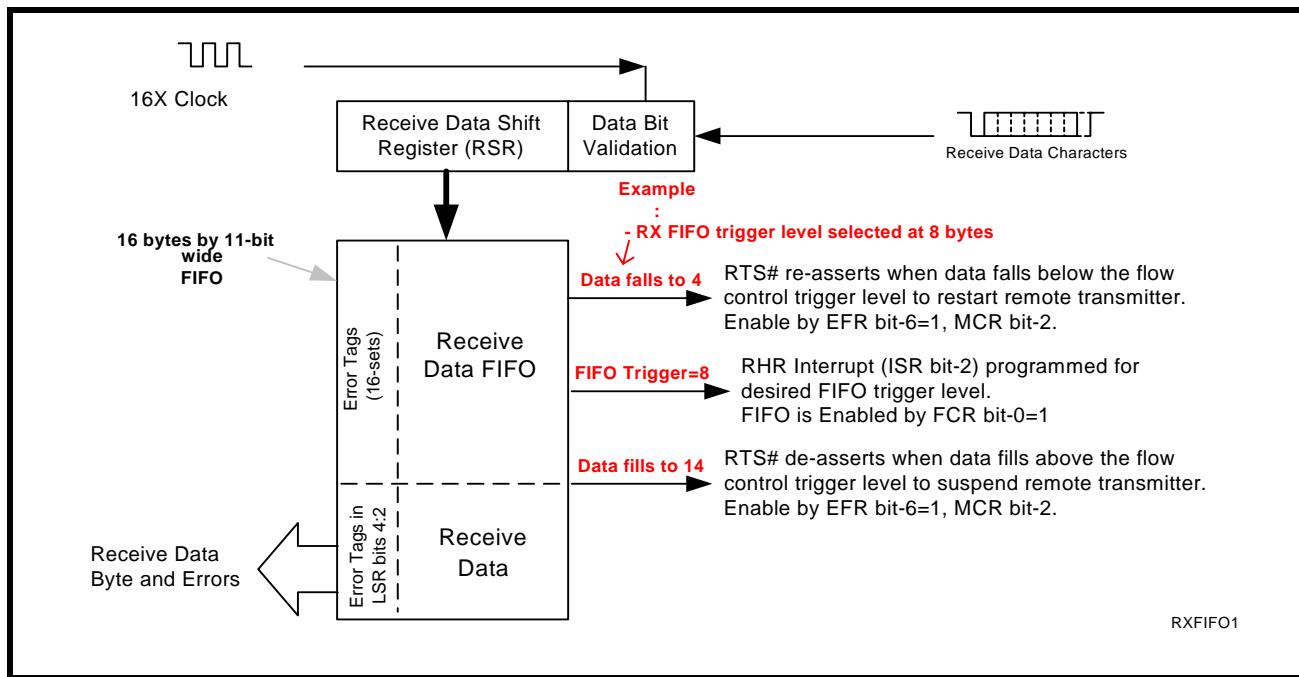 16X Clock
Receive Data Shift
Register (RSR)
Data Bit
Validation
Receive Data Characters
Example
:
- RX FIFO trigger level selected at 8 bytes
16 bytes by 11-bit
wide
FIFO
Error Tags
(16-sets)
Receive
Data FIFO
Data falls to 4
RTS# re-asserts when data falls below the flow
control trigger level to restart remote transmitter.
Enable by EFR bit-6=1, MCR bit-2.
FIFO Trigger=8
RHR Interrupt (ISR bit-2) programmed for
desired FIFO trigger level.
FIFO is Enabled by FCR bit-0=1
Data fills to 14
RTS# de-asserts when data fills above the flow
control trigger level to suspend remote transmitter.
Enable by EFR bit-6=1, MCR bit-2.
Error Tags in
LSR bits 4:2
Receive
Data
Receive Data
Byte and Errors
RXFIFO1